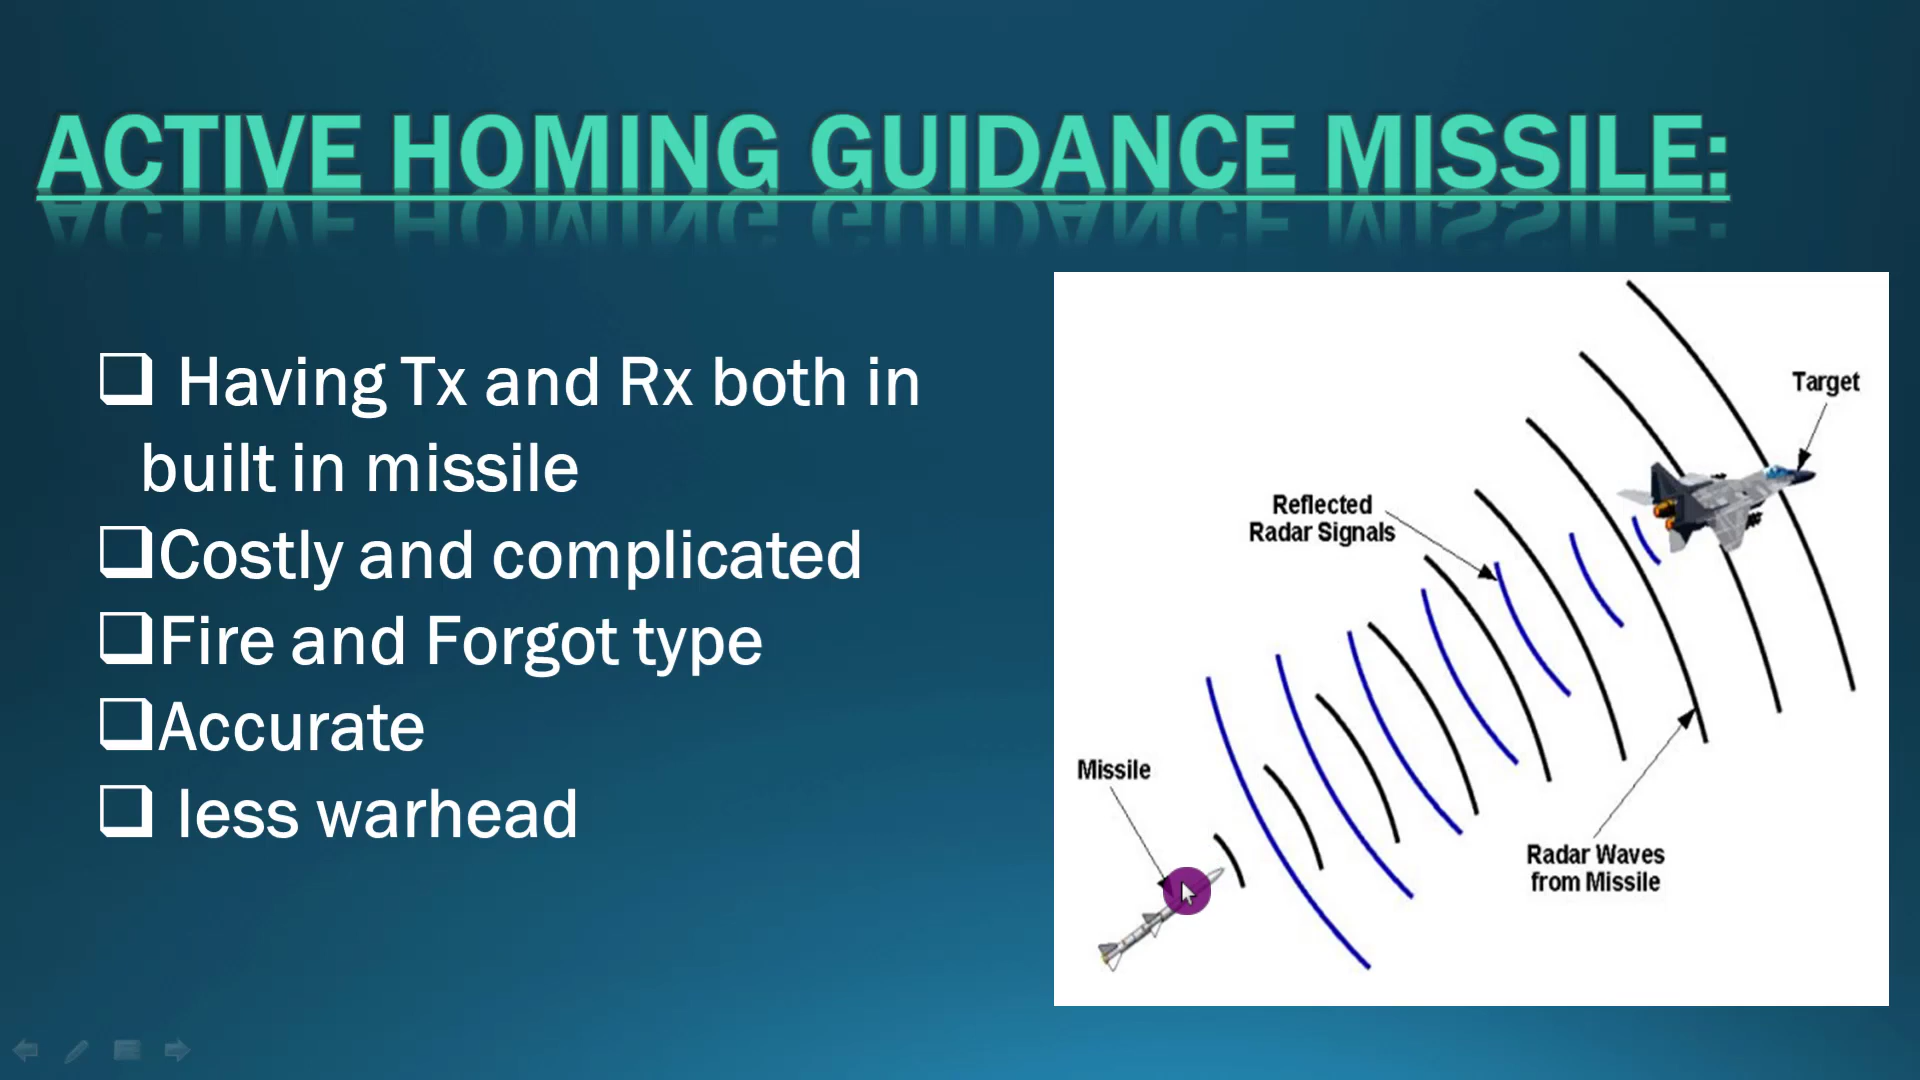 ACTIVE HOMING GUIDANCE MISSILE:
Having Tx and Rx both in
built in missile
Costly and complicated
Fire and Forgot type
Accurate
less warhead
Target
Reflected
Radar Signals
Missile
Radar Waves
from Missile